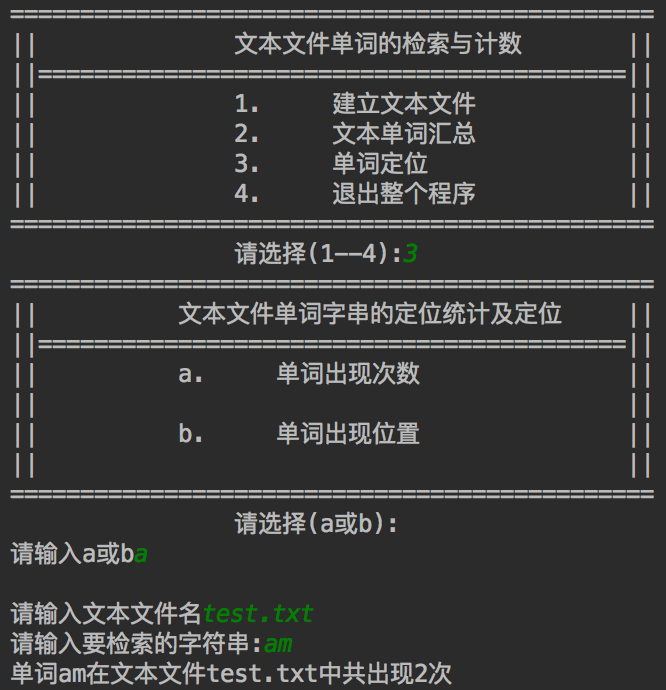 ==============================================
|| 文本文件单词的检索与计数 ||
||==========================================||
|| 1. 建立文本文件 ||
|| 2. 文本单词汇总 ||
|| 3. 单词定位 ||
|| 4. 退出整个程序 ||
==============================================
请选择(1--4):3
==============================================
|| 文本文件单词字串的定位统计及定位 ||
||==========================================||
|| a. 单词出现次数 ||
|| ||
|| b. 单词出现位置 ||
|| ||
==============================================
请选择(a或b):
请输入a或ba
请输入文本文件名test.txt
请输入要检索的字符串:am
单词am在文本文件test.txt中共出现2次